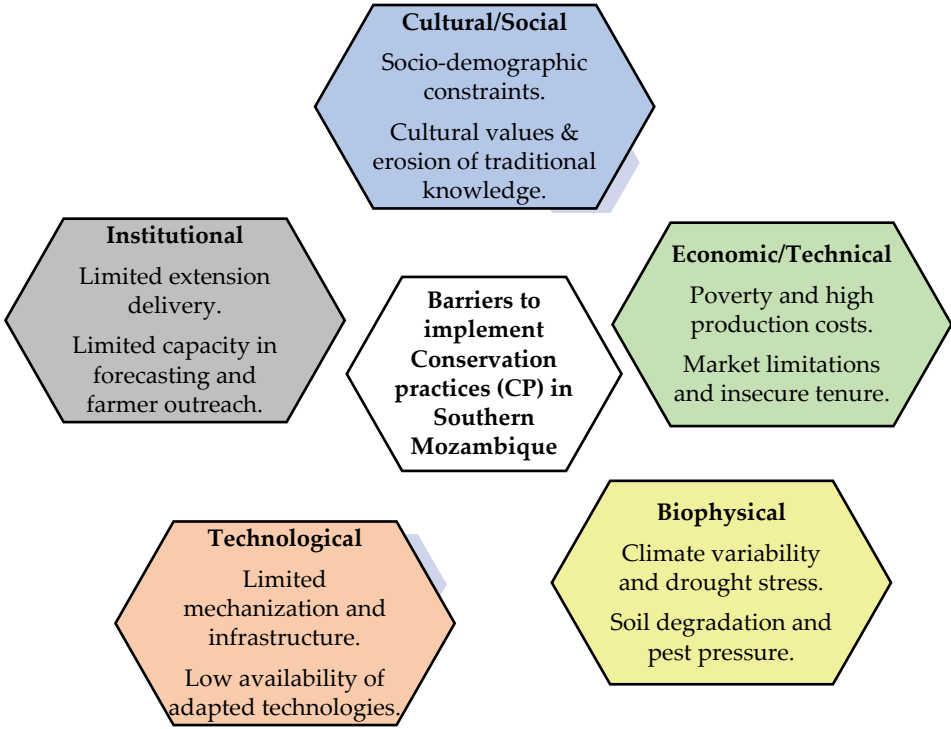 Cultural/Social
Socio-demographic
constraints.
Cultural values &
erosion of traditional
knowledge.
Institutional
Limited extension
delivery.
Limited capacity in
forecasting and
farmer outreach.
Barriers to
implement
Conservation
practices (CP) in
Southern
Mozambique
Economic/Technical
Poverty and high
production costs.
Market limitations
and insecure tenure.
Technological
Limited
mechanization and
infrastructure.
Low availability of
adapted technologies.
Biophysical
Climate variability
and drought stress.
Soil degradation and
pest pressure.